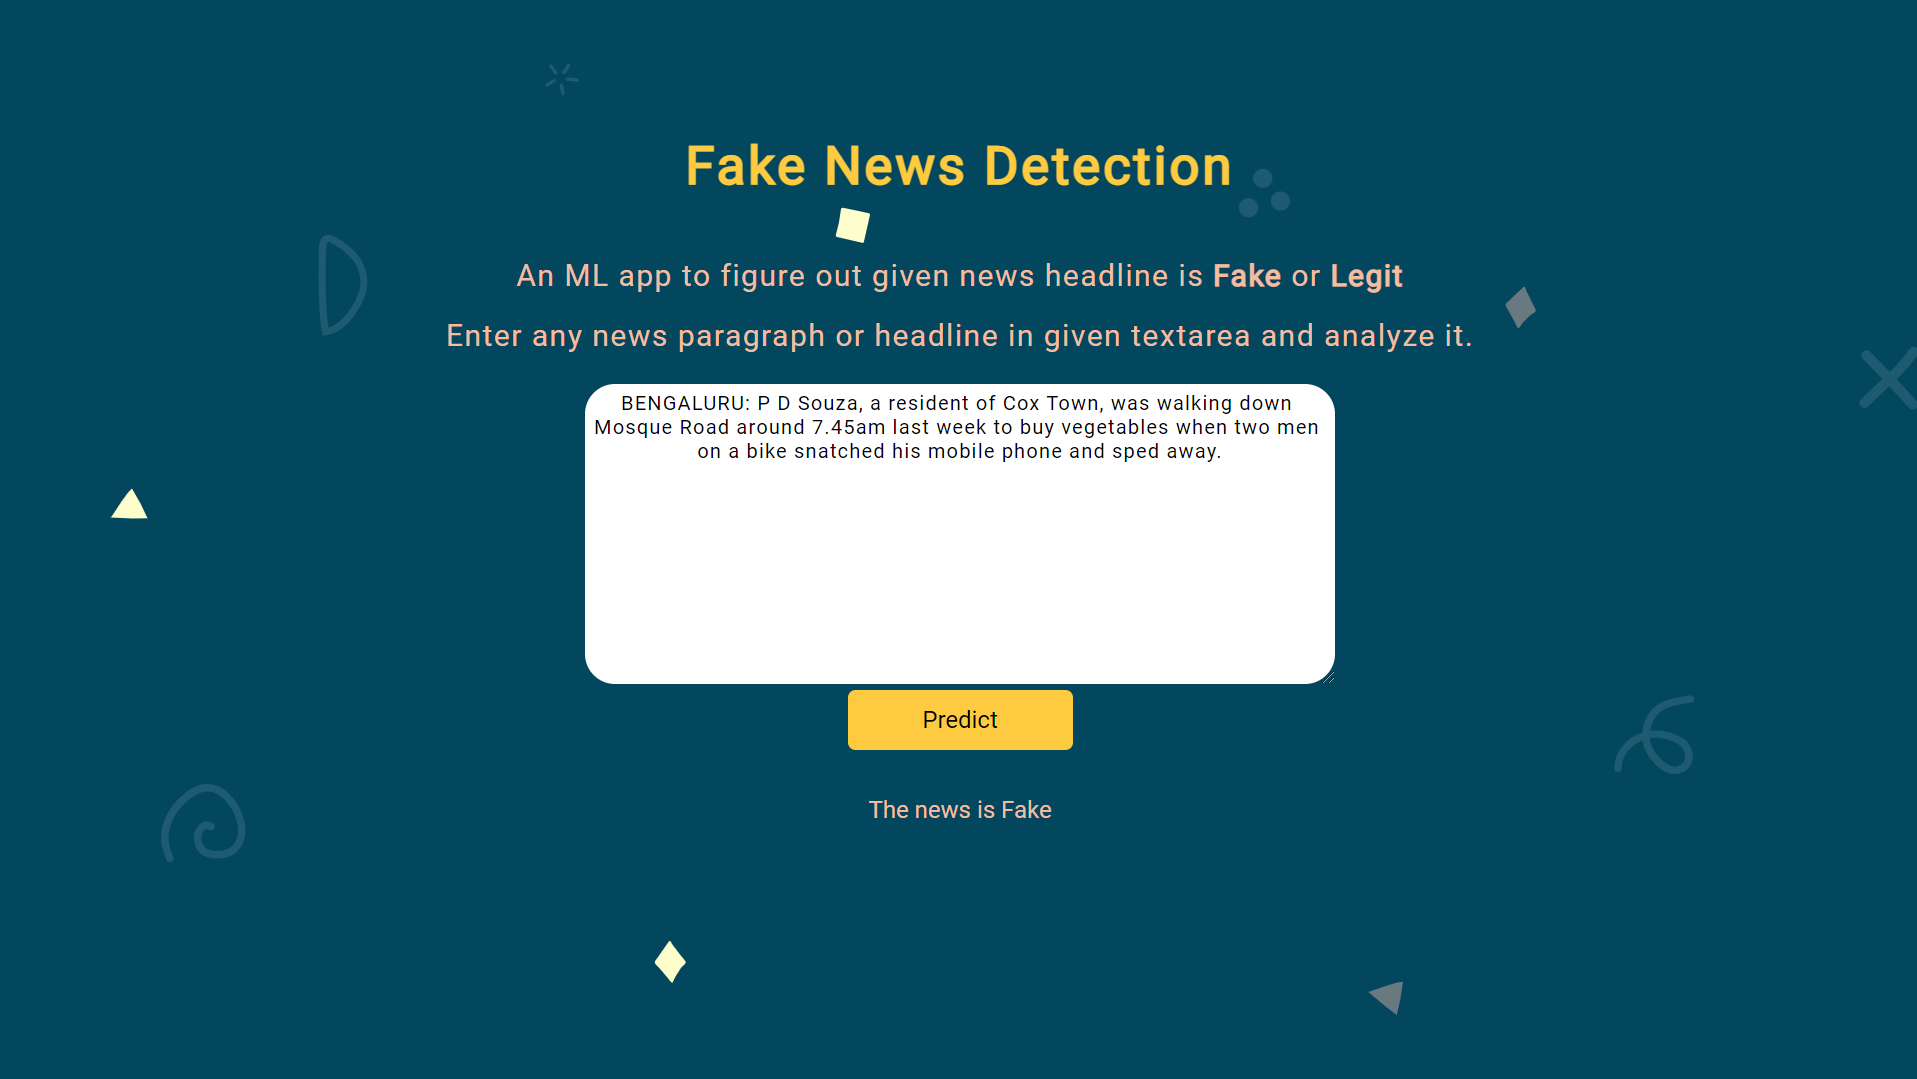 Fake News Detection
An ML app to figure out given news headline is Fake or Legit
Enter any news paragraph or headline in given textarea and analyze it.
BENGALURU: P D Souza, a resident of Cox Town, was walking down
Mosque Road around 7.45am last week to buy vegetables when two men
on a bike snatched his mobile phone and sped away.
Predict
The news is Fake